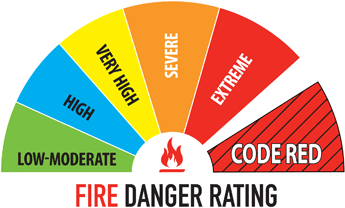 LOW-MODERATE
HIGH
VERY HIGH
SEVERE
EXTREME
CODE RED
FIRE DANGER RATING